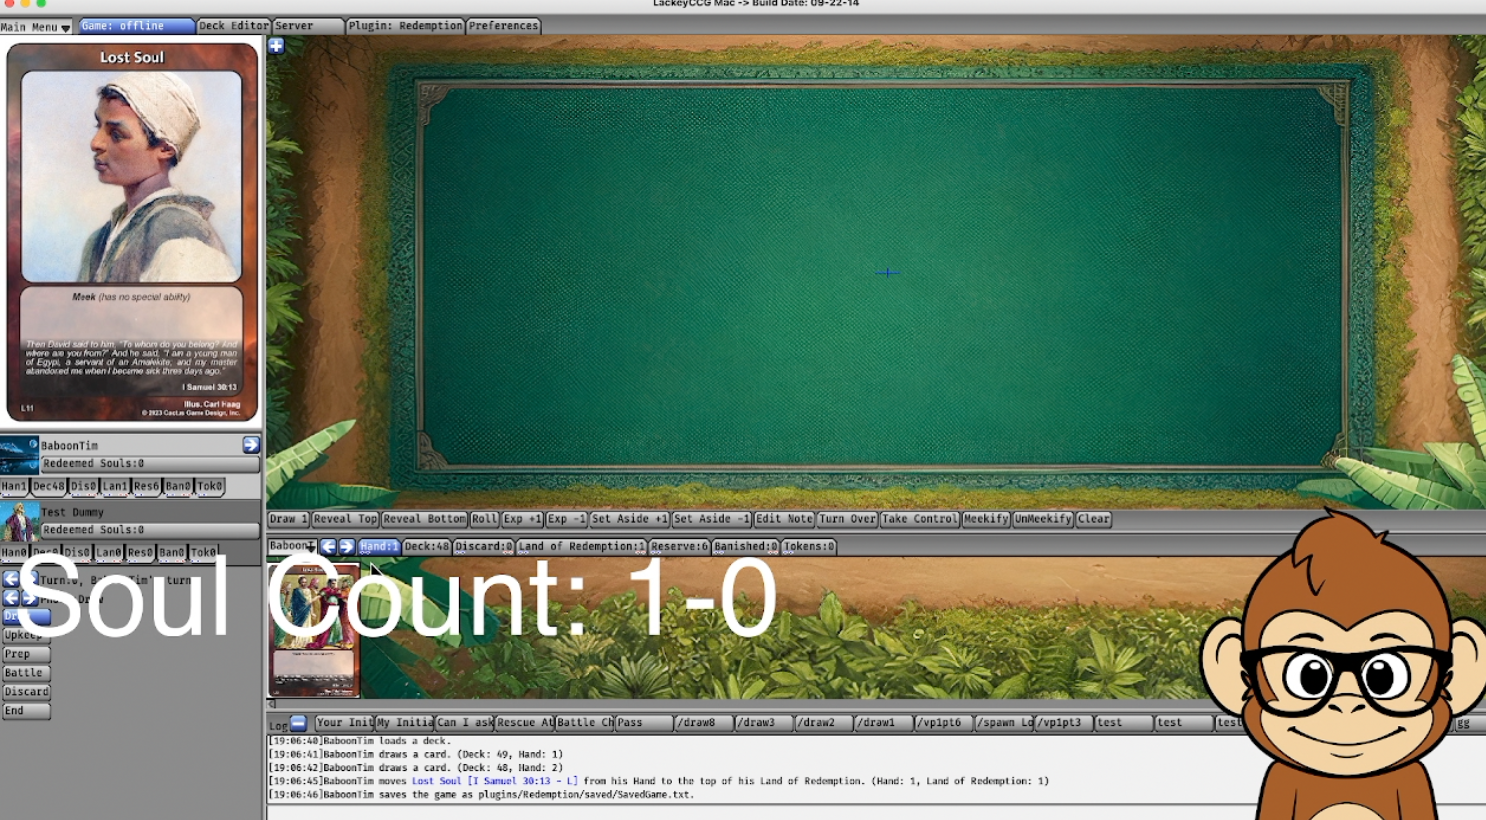 LackeyCCG Mac -> Build Date: 09-22-14
Main Menu Game: offline Deck Editor Server Plugin: Redemption Preferences
Lost Soul
Meek (has no special ability)
Then David said to him, "To whom do you belong? And
where are you from?" And he said, "I am a young man
of Egypt, a servant of an Amalekite; and my master
abandoned me when I became sick three days ago."
I Samuel 30:13
Illus. Carl Haag
L11
© 2023 Cactus Game Design, Inc.
BaboonTim
Redeemed Souls:0
Han1 Dec48 Dis0 Lan1 Res6 Ban0 Tok0
Test Dummy
Redeemed Souls:0
Han0 Dec0 Dis0 Lan0 Res0 Ban0 Tok0
Draw 1 Reveal Top Reveal Bottom Roll Exp +1 Exp -1 Set Aside +1 Set Aside -1 Edit Note Turn Over Take Control Meekify UnMeekify Clear
BaboonT Hand:1 Deck:48 Discard:0 Land of Redemption:1 Reserve:6 Banished:0 Tokens:0
Soul Count: 1-0
Upkeep
Prep
Battle
Discard
End
Log Your Init My Initia Can I ask Rescue At Battle Ch Pass /draw8 /draw3 /draw2 /draw1 /vp1pt6 /spawn Lo /vp1pt3 test test test gg
[19:06:40]BaboonTim loads a deck.
[19:06:41]BaboonTim draws a card. (Deck: 49, Hand: 1)
[19:06:42]BaboonTim draws a card. (Deck: 48, Hand: 2)
[19:06:45]BaboonTim moves Lost Soul [I Samuel 30:13 - L] from his Hand to the top of his Land of Redemption. (Hand: 1, Land of Redemption: 1)
[19:06:46]BaboonTim saves the game as plugins/Redemption/saved/SavedGame.txt.